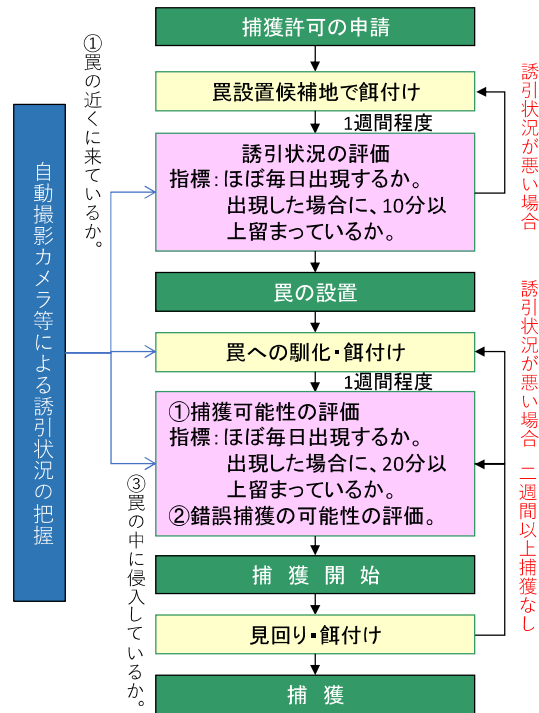 捕獲許可の申請
罠設置候補地で餌付け
1週間程度
誘引状況の評価
指標：ほぼ毎日出現するか。
出現した場合に、10分以
上留まっているか。
罠の設置
罠への馴化・餌付け
1週間程度
①捕獲可能性の評価
指標：ほぼ毎日出現するか。
出現した場合に、20分以
上留まっているか。
②錯誤捕獲の可能性の評価。
捕 獲 開 始
見回り・餌付け
捕 獲
自動撮影カメラ等による誘引状況の把握
①罠の近くに来ているか。
③罠の中に侵入しているか。
誘引状況が悪い場合
誘引状況が悪い場合
二週間以上捕獲なし